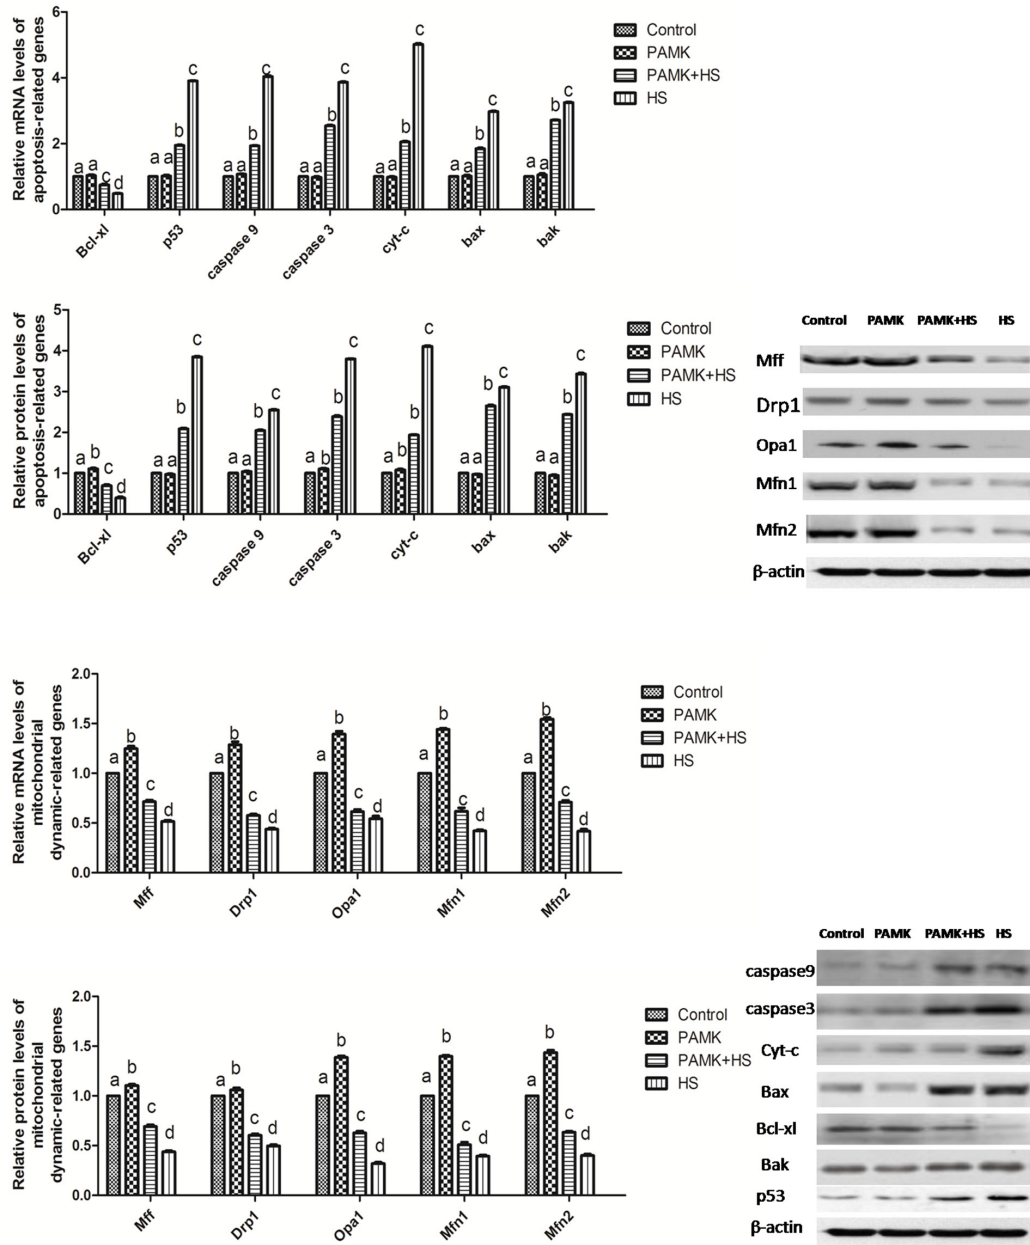 Relative mRNA levels of
apoptosis-related genes
6
4
2
0
a a c d
a a b c
a a b c
a a b c
a a b c
a a b c
a a b c
Bcl-xl
p53
caspase 9
caspase 3
cyt-c
bax
bak
Control
PAMK
PAMK+HS
HS
Relative protein levels of
apoptosis-related genes
5
4
3
2
1
0
a b c d
a a b c
a a b c
a b b c
a b b c
a a b c
a a b c
Bcl-xl
p53
caspase 9
caspase 3
cyt-c
bax
bak
Control
PAMK
PAMK+HS
HS
Control PAMK PAMK+HS HS
Mff
Drp1
Opa1
Mfn1
Mfn2
β-actin
Relative mRNA levels of
mitochondrial
dynamic-related genes
2.0
1.5
1.0
0.5
0.0
a b c d
a b c d
a b c d
a b c d
a b c d
Mff
Drp1
Opa1
Mfn1
Mfn2
Control
PAMK
PAMK+HS
HS
Relative protein levels of
mitochondrial
dynamic-related genes
2.0
1.5
1.0
0.5
0.0
a b c d
a b c d
a b c d
a b c d
a b c d
Mff
Drp1
Opa1
Mfn1
Mfn2
Control
PAMK
PAMK+HS
HS
Control PAMK PAMK+HS HS
caspase9
caspase3
Cyt-c
Bax
Bcl-xl
Bak
p53
β-actin